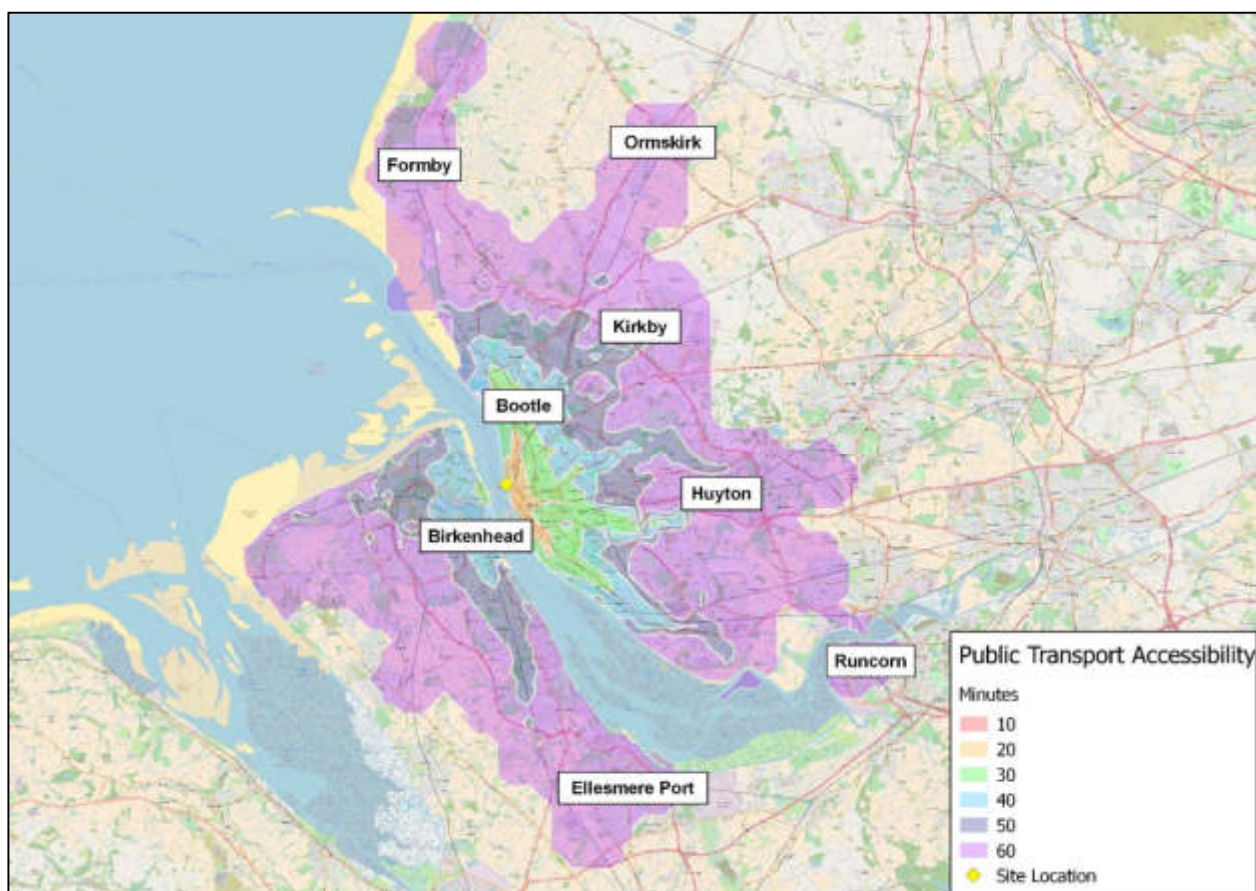 Formby
Ormskirk
Kirkby
Bootle
Huyton
Birkenhead
Runcorn
Ellesmere Port
Public Transport Accessibility
Minutes
10
20
30
40
50
60
Site Location